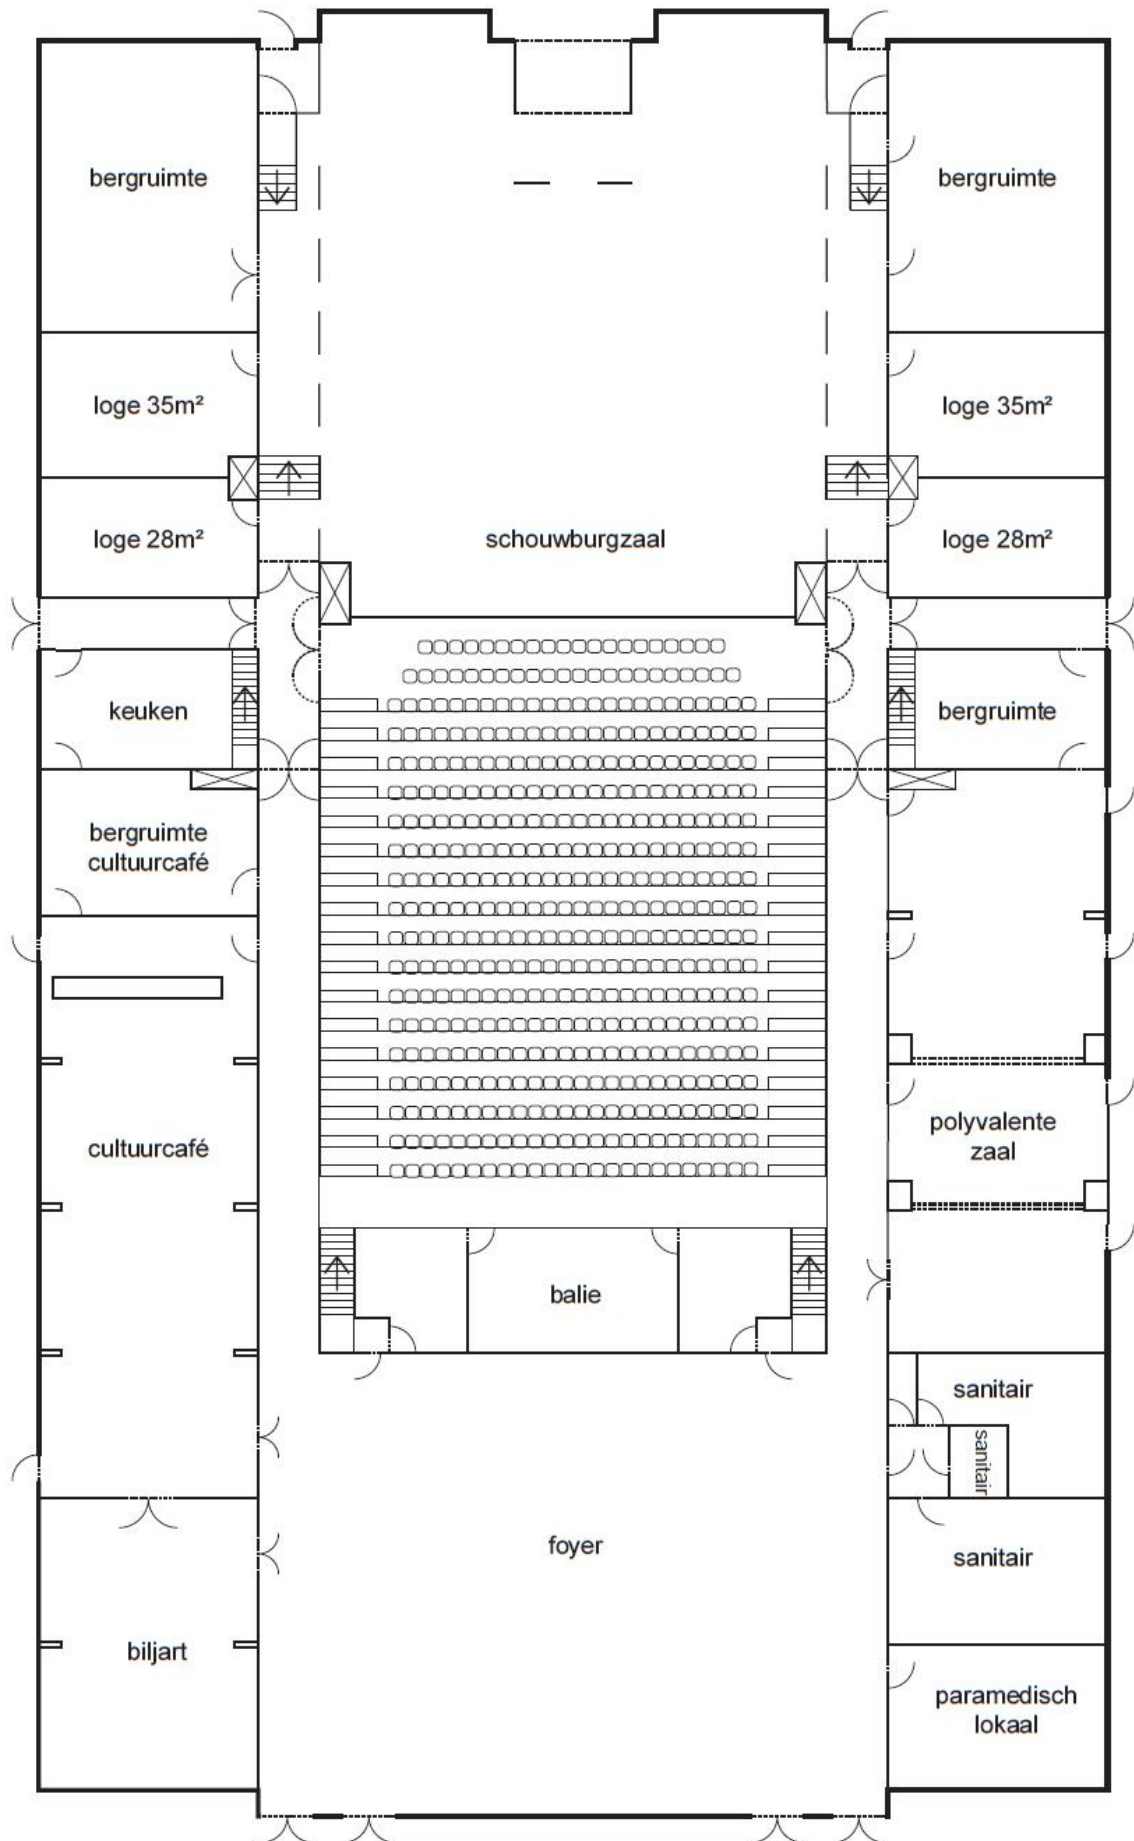 bergruimte
bergruimte
loge 35m²
loge 35m²
loge 28m²
schouwburgzaal
loge 28m²
keuken
bergruimte
bergruimte
cultuurcafé
cultuurcafé
polyvalente
zaal
balie
sanitair
sanitair
foyer
sanitair
biljart
paramedisch
lokaal